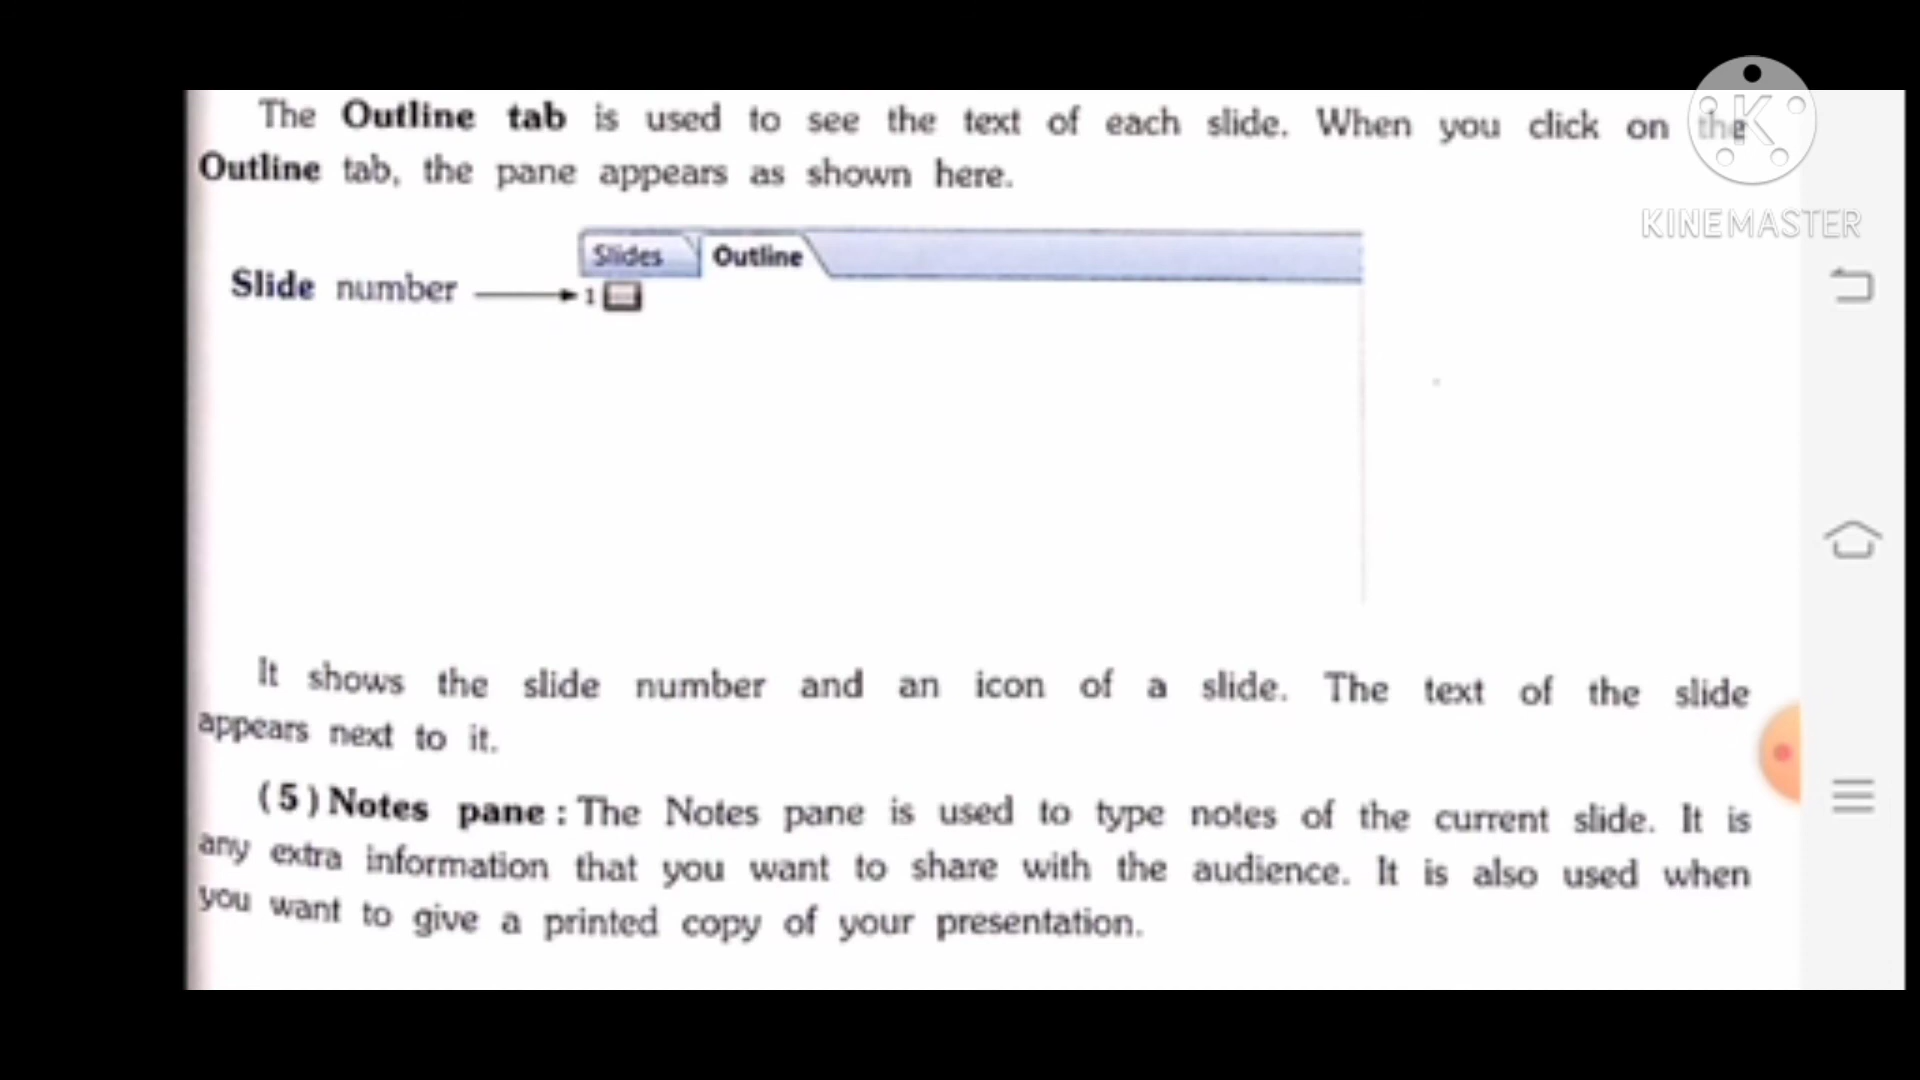 The Outline tab is used to see the text of each slide. When you click on the
Outline tab, the pane appears as shown here.
KINEMASTER
Slides Outline
Slide number 1
It shows the slide number and an icon of a slide. The text of the slide
appears next to it.
(5) Notes pane : The Notes pane is used to type notes of the current slide. It is
any extra information that you want to share with the audience. It is also used when
you want to give a printed copy of your presentation.